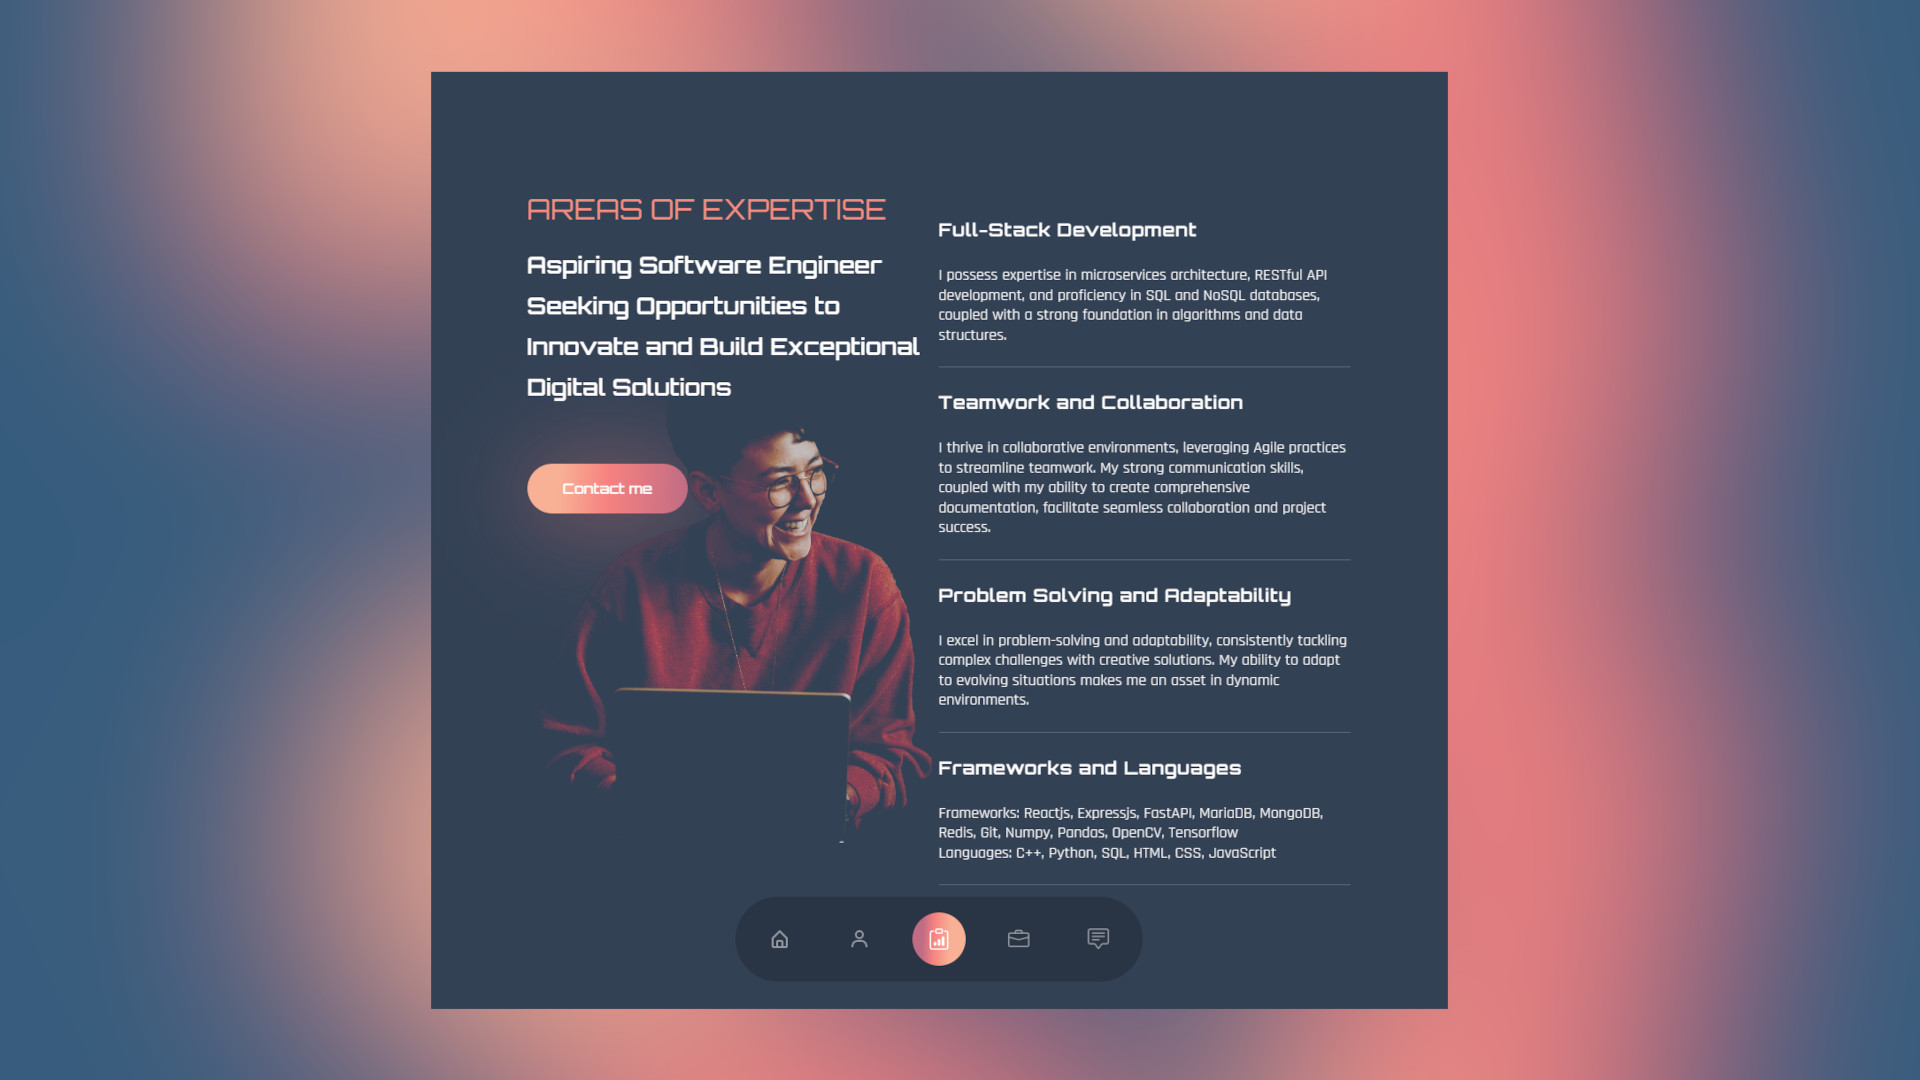 AREAS OF EXPERTISE
Aspiring Software Engineer
Seeking Opportunities to
Innovate and Build Exceptional
Digital Solutions
Contact me
Full-Stack Development
I possess expertise in microservices architecture, RESTful API
development, and proficiency in SQL and NoSQL databases,
coupled with a strong foundation in algorithms and data
structures.
Teamwork and Collaboration
I thrive in collaborative environments, leveraging Agile practices
to streamline teamwork. My strong communication skills,
coupled with my ability to create comprehensive
documentation, facilitate seamless collaboration and project
success.
Problem Solving and Adaptability
I excel in problem-solving and adaptability, consistently tackling
complex challenges with creative solutions. My ability to adapt
to evolving situations makes me an asset in dynamic
environments.
Frameworks and Languages
Frameworks: Reactjs, Expressjs, FastAPI, MariaDB, MongoDB,
Redis, Git, Numpy, Pandas, OpenCV, Tensorflow
Languages: C++, Python, SQL, HTML, CSS, JavaScript